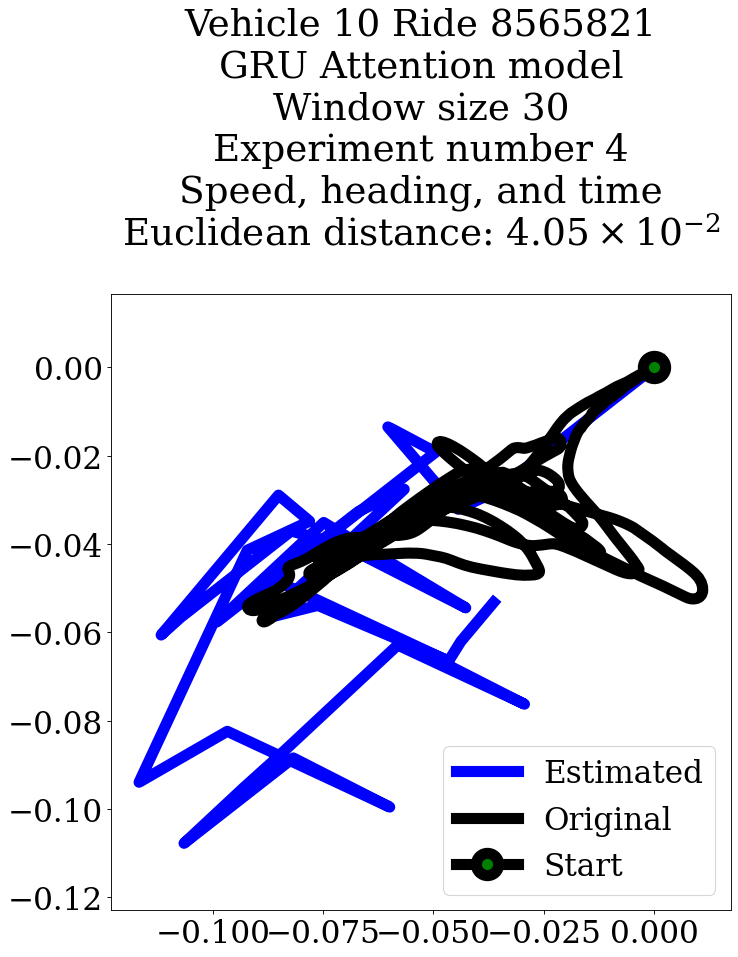 Vehicle 10 Ride 8565821
GRU Attention model
Window size 30
Experiment number 4
Speed, heading, and time
Euclidean distance: 4.05 × 10⁻²
0.00
−0.02
−0.04
−0.06
−0.08
−0.10
−0.12
Estimated
Original
Start
−0.100 −0.075 −0.050 −0.025 0.000